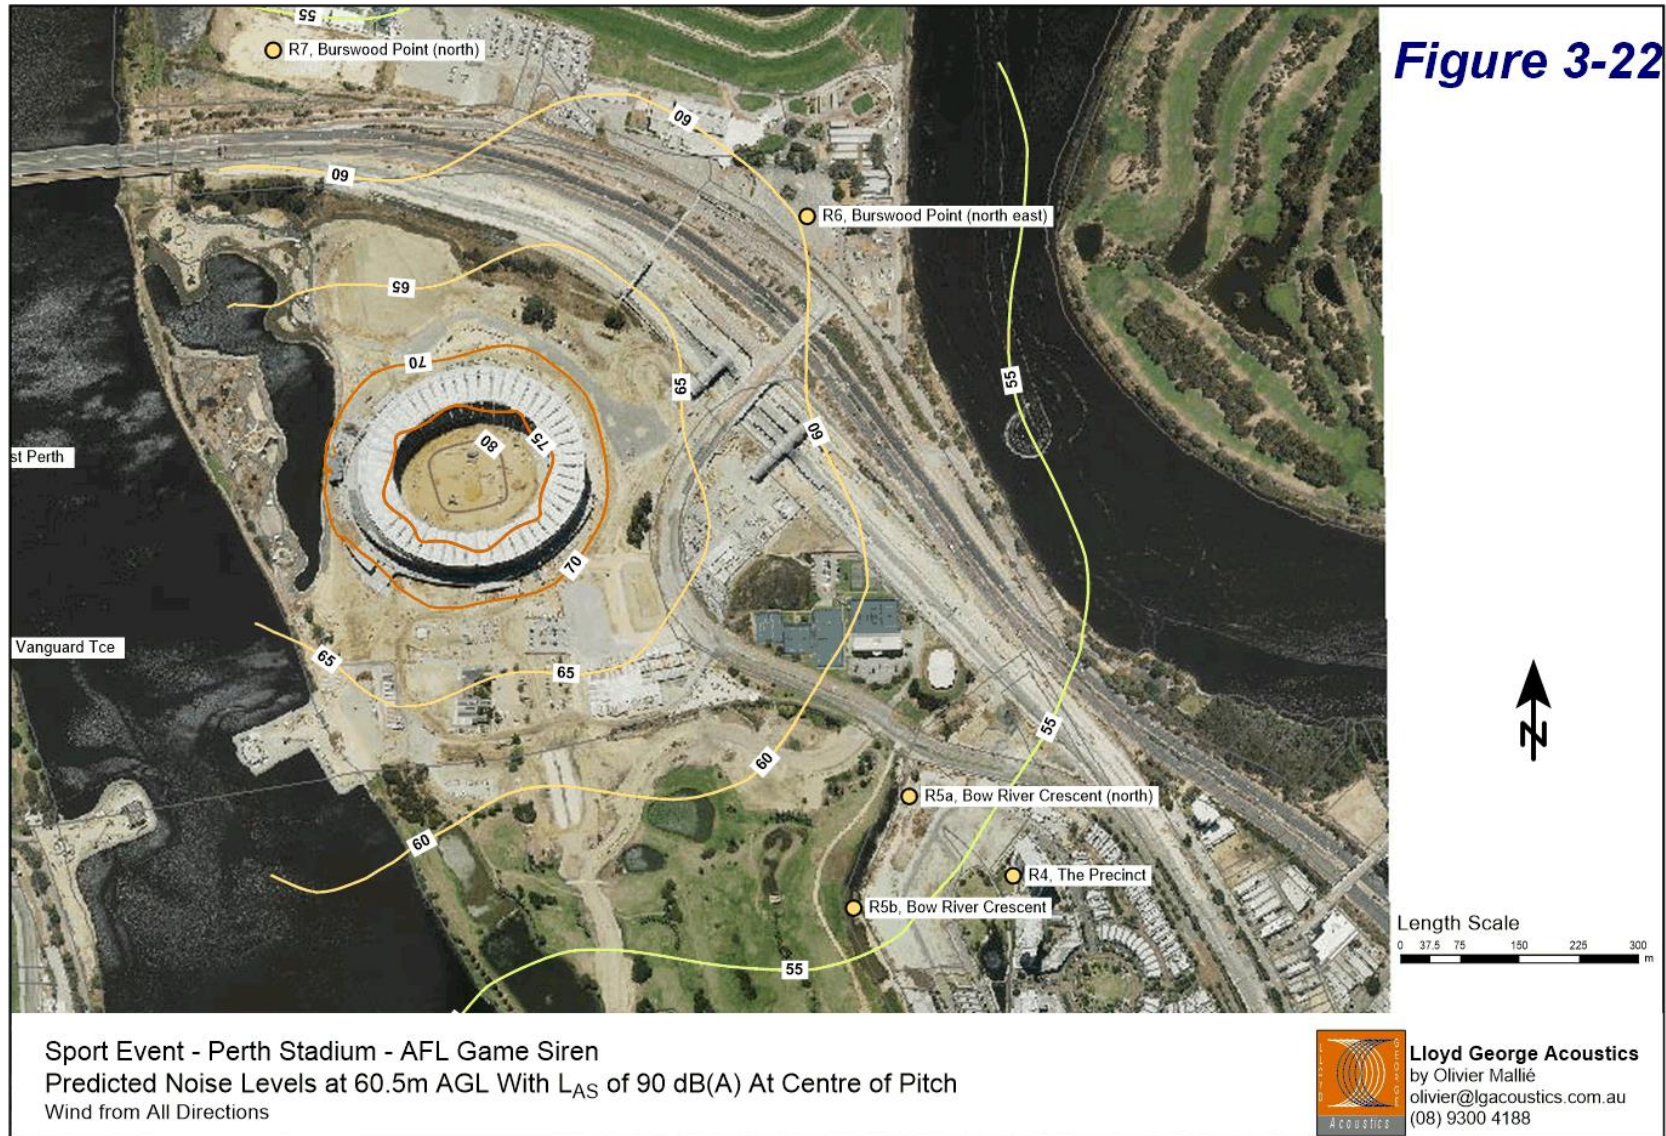 Figure 3-22
55
R7, Burswood Point (north)
60
60
R6, Burswood Point (north east)
65
70
65
55
75
80
60
st Perth
70
Vanguard Tce
65
65
55
60
R5a, Bow River Crescent (north)
60
R4, The Precinct
R5b, Bow River Crescent
55
N
Length Scale
0 37.5 75 150 225 300
m
Sport Event - Perth Stadium - AFL Game Siren
Predicted Noise Levels at 60.5m AGL With LAS of 90 dB(A) At Centre of Pitch
Wind from All Directions
LLOYD
GEORGE
Acoustics
Lloyd George Acoustics
by Olivier Mallié
olivier@lgacoustics.com.au
(08) 9300 4188